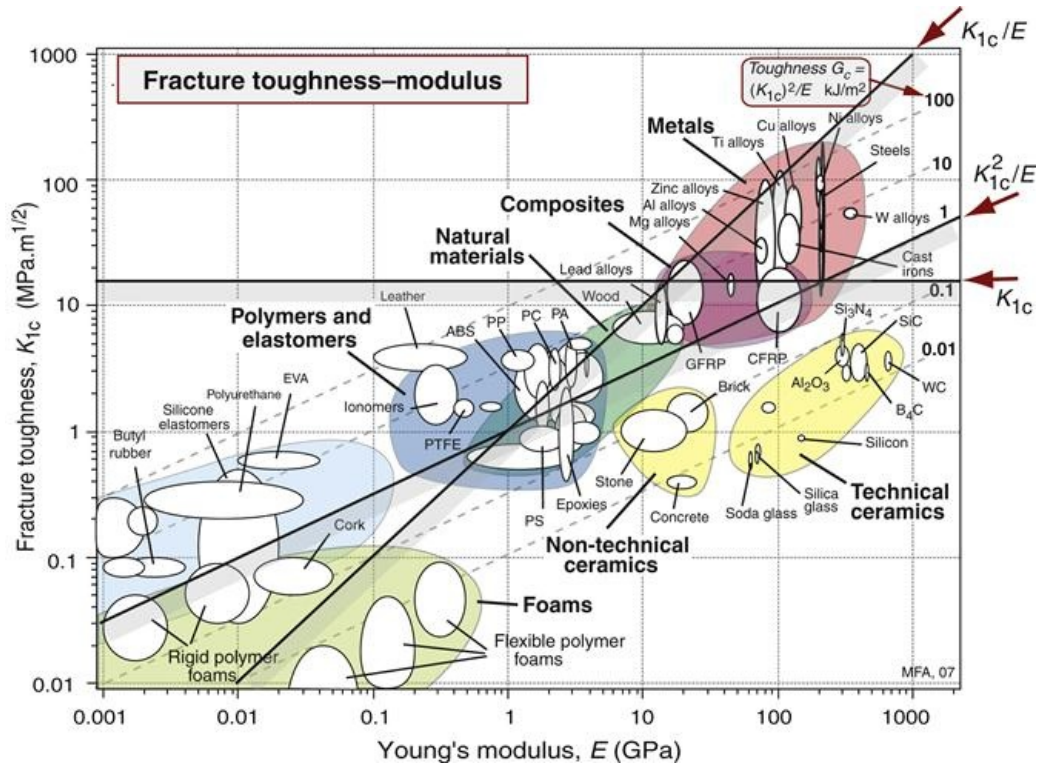 K1c/E
1000
Fracture toughness–modulus
Toughness Gc =
(K1c)²/E kJ/m²
100
Ni alloys
Cu alloys
Metals
Ti alloys
Steels
10
K²1c/E
100
Zinc alloys
Al alloys
Mg alloys
Composites
1
W alloys
Natural
materials
Lead alloys
Cast
irons
K1c
0.1
10
Leather
Wood
Polymers and
elastomers
ABS
PP
PC
PA
GFRP
CFRP
Si3N4
SiC
0.01
EVA
Polyurethane
Silicone
elastomers
Ionomers
PTFE
Brick
Al2O3
WC
B4C
1
Butyl
rubber
Stone
Silicon
Cork
PS
Epoxies
Concrete
Soda glass
Silica
glass
Technical
ceramics
Non-technical
ceramics
0.1
Foams
Rigid polymer
foams
Flexible polymer
foams
MFA, 07
0.01
0.001
0.01
0.1
1
10
100
1000
Young's modulus, E (GPa)
Fracture toughness, K1c (MPa.m1/2)